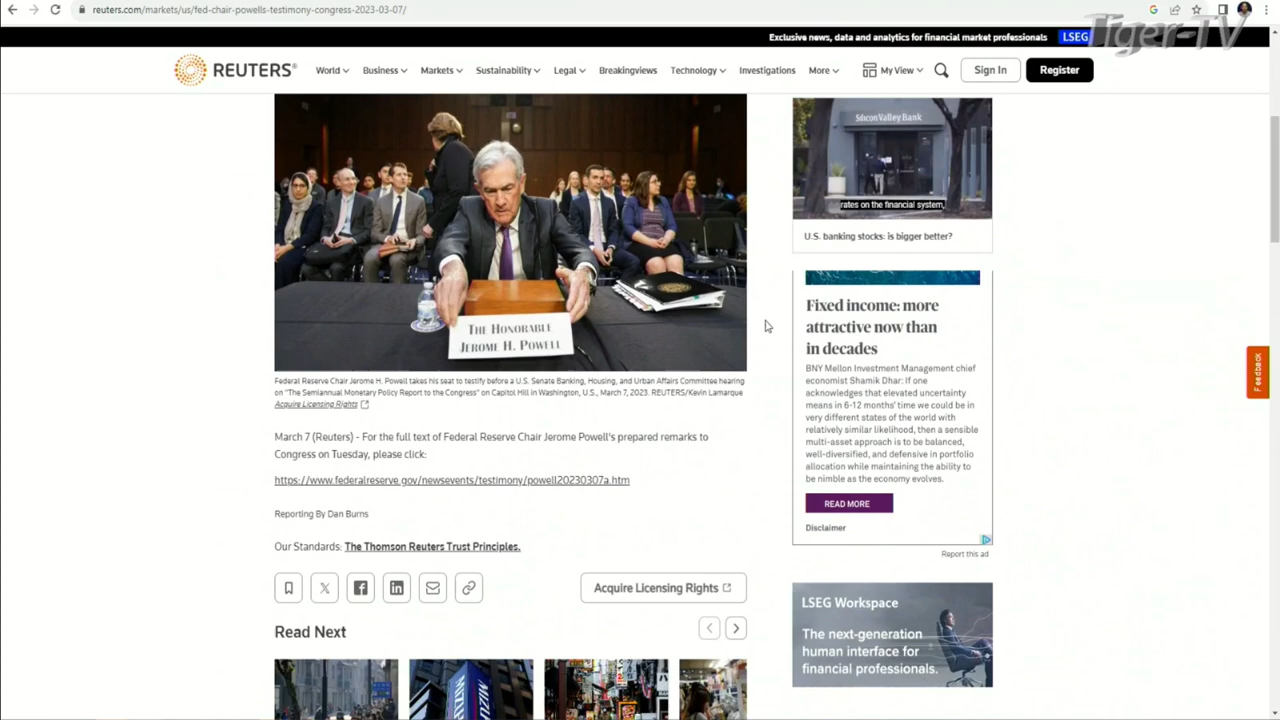 reuters.com/markets/us/fed-chair-powells-testimony-congress-2023-03-07/
Tiger-TV
Exclusive news, data and analytics for financial market professionals LSEG
REUTERS®
World Business Markets Sustainability Legal Breakingviews Technology Investigations More My View Sign In Register
Silicon Valley Bank
rates on the financial system,
U.S. banking stocks: is bigger better?
THE HONORABLE
JEROME H. POWELL
Federal Reserve Chair Jerome H. Powell takes his seat to testify before a U.S. Senate Banking, Housing, and Urban Affairs Committee hearing
on "The Semiannual Monetary Policy Report to the Congress" on Capitol Hill in Washington, U.S., March 7, 2023. REUTERS/Kevin Lamarque
Acquire Licensing Rights
March 7 (Reuters) - For the full text of Federal Reserve Chair Jerome Powell's prepared remarks to
Congress on Tuesday, please click:
https://www.federalreserve.gov/newsevents/testimony/powell20230307a.htm
Reporting By Dan Burns
Our Standards: The Thomson Reuters Trust Principles.
Acquire Licensing Rights
Read Next
Fixed income: more
attractive now than
in decades
BNY Mellon Investment Management chief
economist Shamik Dhar: If one
acknowledges that elevated uncertainty
means in 6-12 months' time we could be in
very different states of the world with
relatively similar likelihood, then a sensible
multi-asset approach is to be balanced,
well-diversified, and defensive in portfolio
allocation while maintaining the ability to
be nimble as the economy evolves.
READ MORE
Disclaimer
Report this ad
Feedback
LSEG Workspace
The next-generation
human interface for
financial professionals.